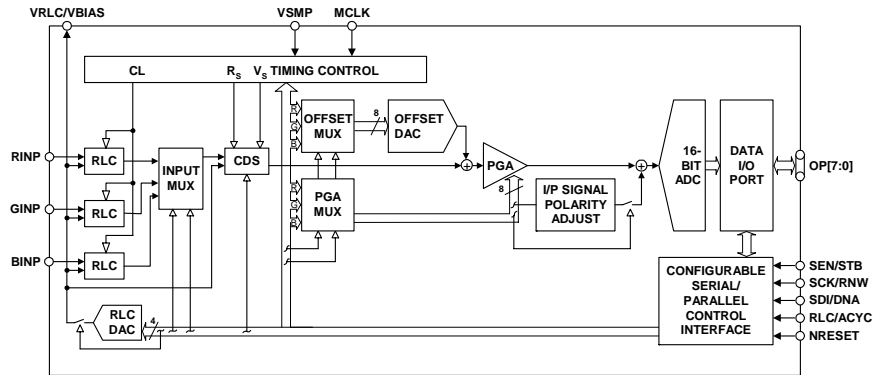 VRLC/VBIAS
VSMP MCLK
CL RS VS TIMING CONTROL
R
G
B
OFFSET
MUX
8
OFFSET
DAC
RINP
RLC
INPUT
MUX
CDS
PGA
8
16-
BIT
ADC
DATA
I/O
PORT
OP[7:0]
GINP
RLC
R
G
B
PGA
MUX
I/P SIGNAL
POLARITY
ADJUST
BINP
RLC
CONFIGURABLE
SERIAL/
PARALLEL
CONTROL
INTERFACE
SEN/STB
SCK/RNW
SDI/DNA
RLC/ACYC
NRESET
RLC
DAC
4